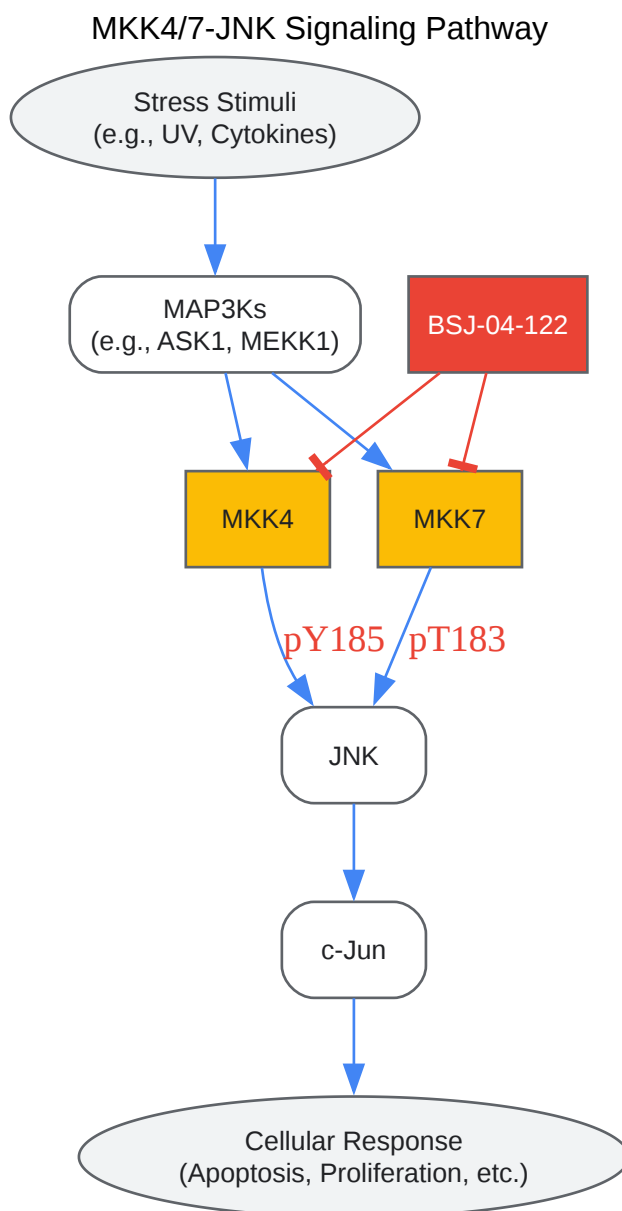 MKK4/7-JNK Signaling Pathway
Stress Stimuli
(e.g., UV, Cytokines)
MAP3Ks
(e.g., ASK1, MEKK1)
BSJ-04-122
MKK4
MKK7
pY185
pT183
JNK
c-Jun
Cellular Response
(Apoptosis, Proliferation, etc.)